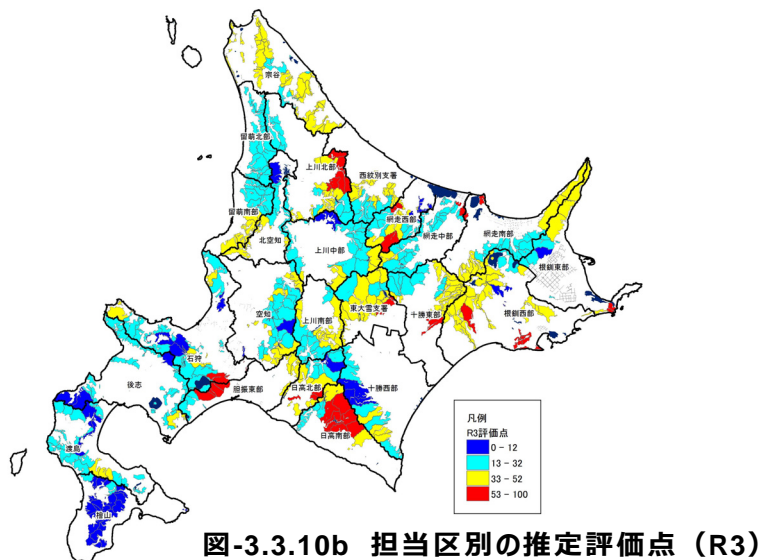 宗谷
留萌北部
上川北部
西紋別支署
網走西部
留萌南部
網走中部
網走南部
北空知
上川中部
根釧東部
東大雪支署
空知
上川南部
十勝東部
根釧西部
石狩
後志
胆振東部
日高北部
十勝西部
日高南部
渡島
檜山
凡例
R3評価点
0 - 12
13 - 32
33 - 52
53 - 100
図-3.3.10b 担当区別の推定評価点（R3）